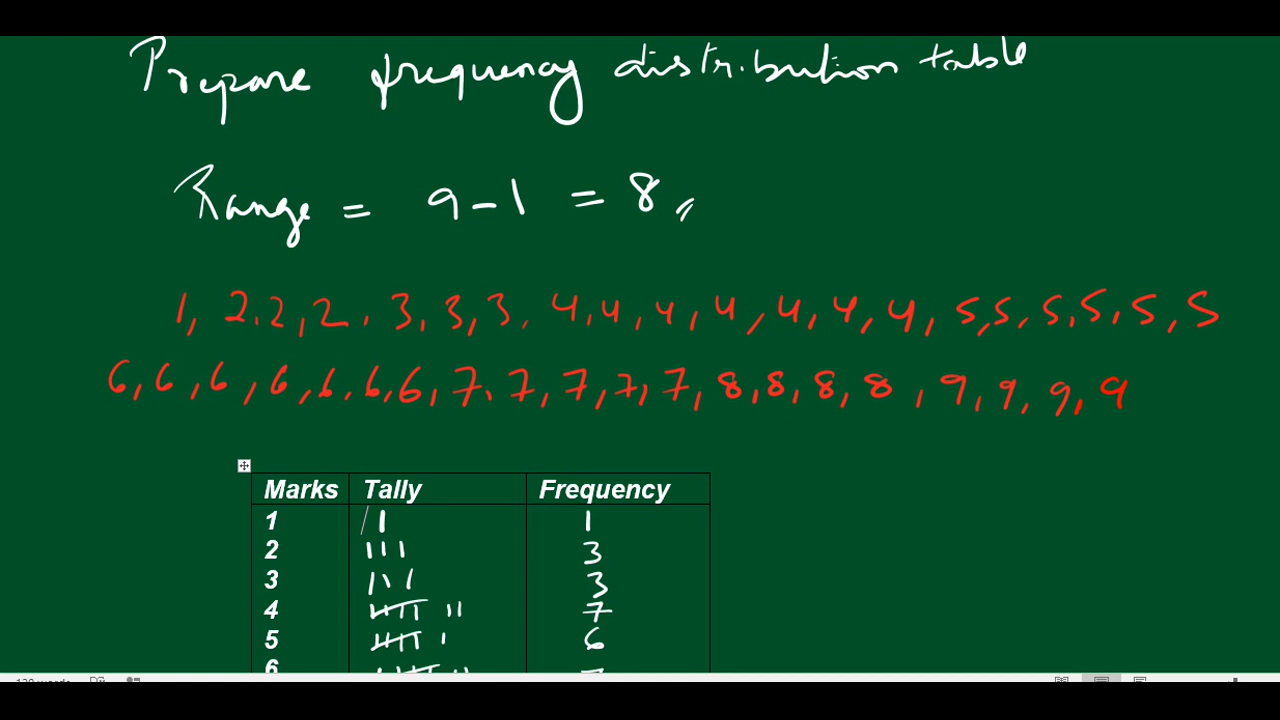 Prepare frequency distribution table
Range = 9 - 1 = 8,
1, 2, 2, 2, 3, 3, 3, 4, 4, 4, 4, 4, 4, 4, 5, 5, 5, 5, 5, 5
6, 6, 6, 6, 6, 6, 6, 7, 7, 7, 7, 7, 8, 8, 8, 8, 9, 9, 9, 9
Marks Tally Frequency
1 | 1
2 ||| 3
3 ||| 3
4 |||| || 7
5 |||| | 6
6